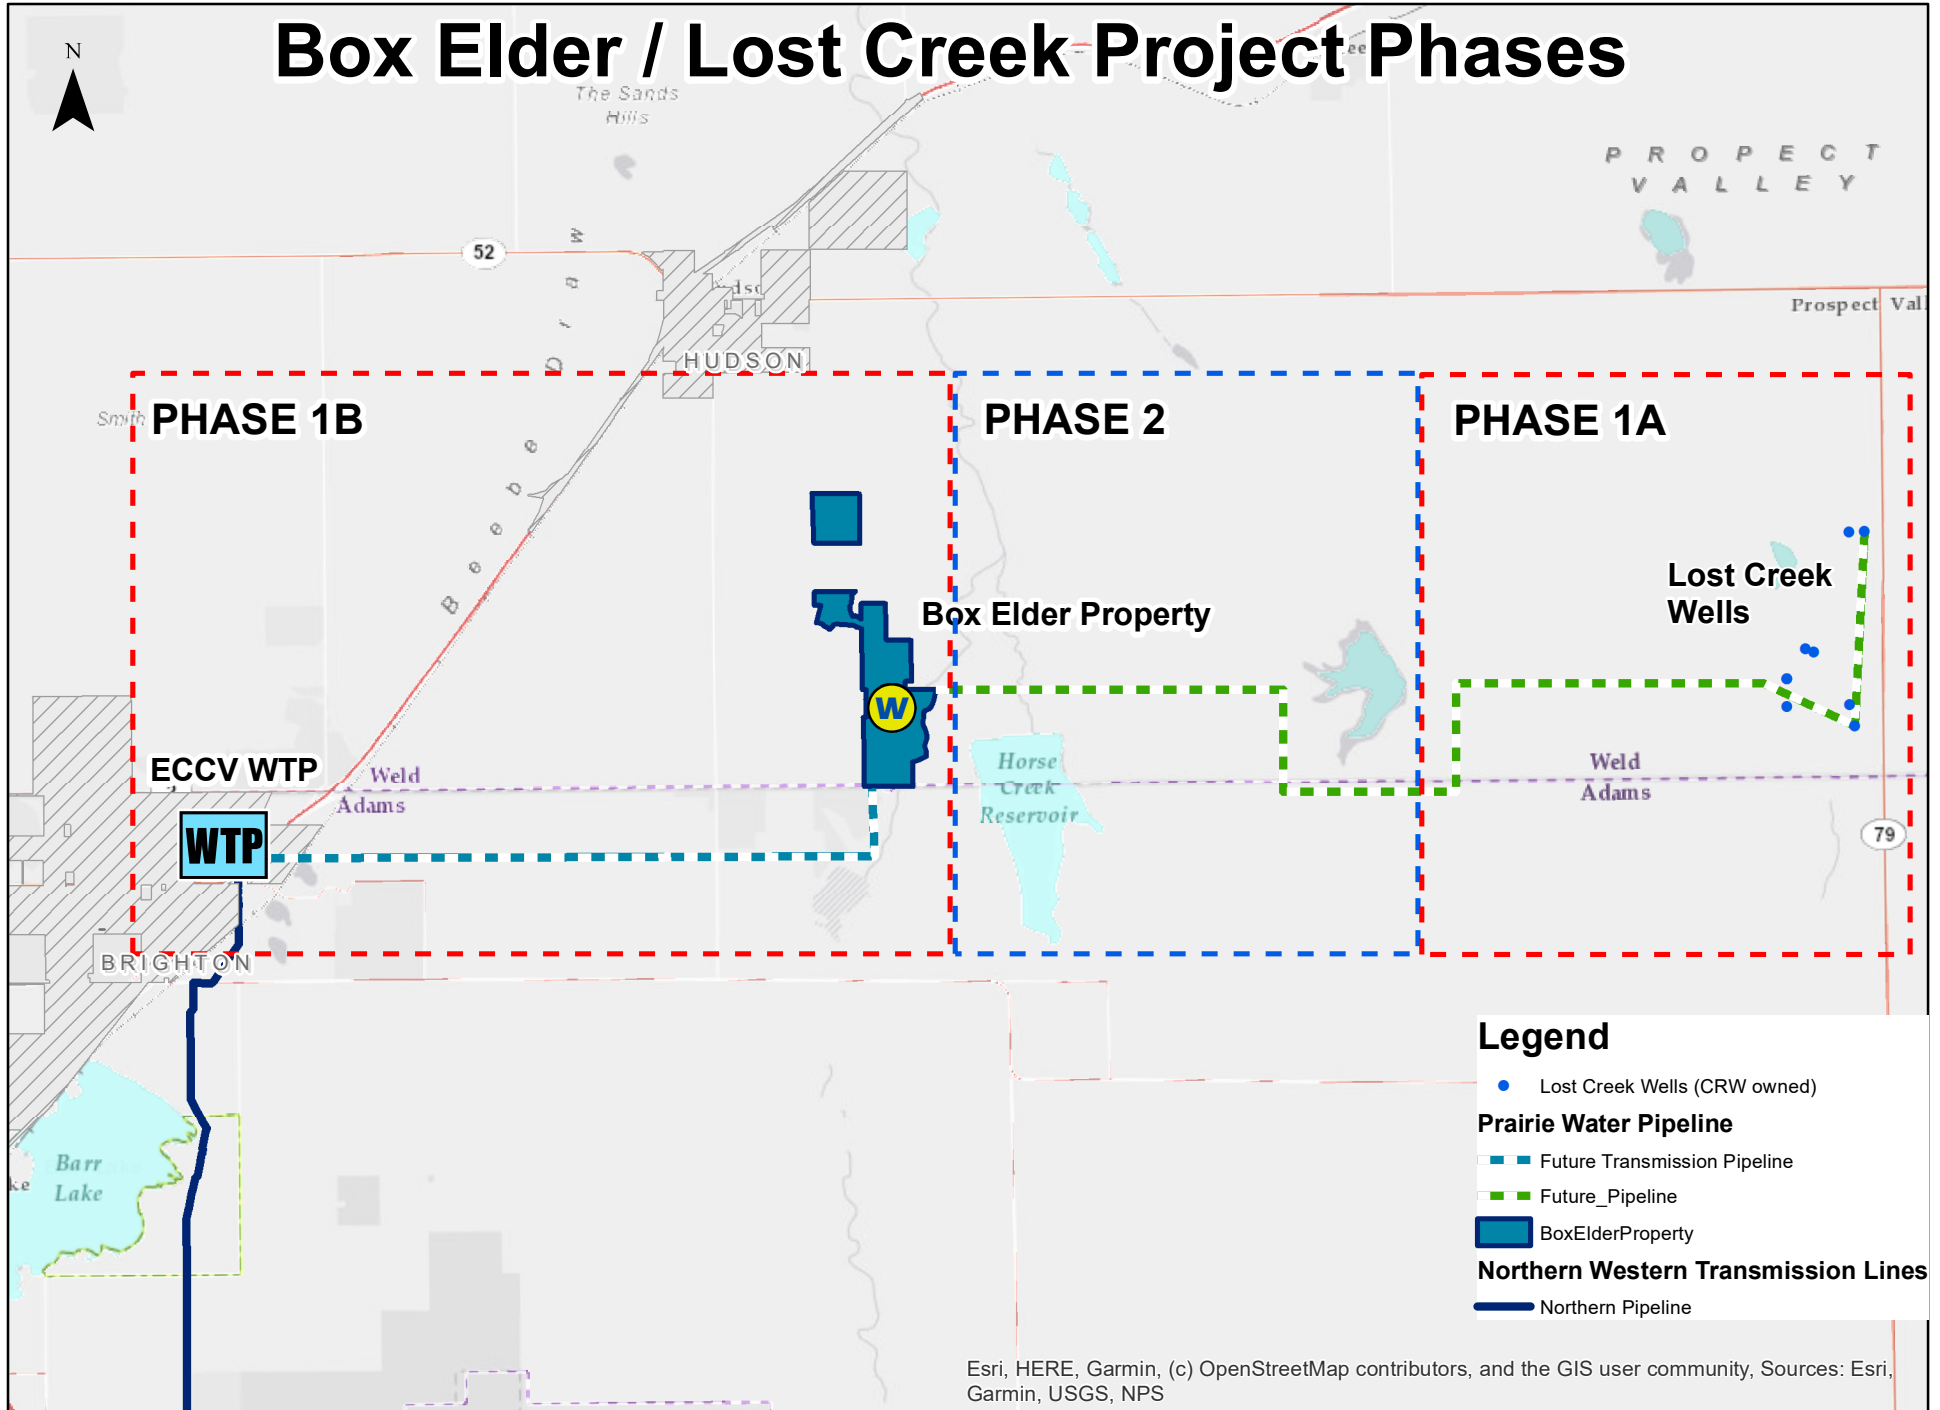 Box Elder / Lost Creek Project Phases
N
The Sands
Hills
PROPECT
VALLEY
52
Prospect Val
HUDSON
Beebe Draw
Smith
PHASE 1B
PHASE 2
PHASE 1A
Lost Creek
Wells
Box Elder Property
W
ECCV WTP
WTP
Weld
Adams
Horse
Creek
Reservoir
Weld
Adams
79
BRIGHTON
Barr
Lake
ke
Legend
Lost Creek Wells (CRW owned)
Prairie Water Pipeline
Future Transmission Pipeline
Future_Pipeline
BoxElderProperty
Northern Western Transmission Lines
Northern Pipeline
Esri, HERE, Garmin, (c) OpenStreetMap contributors, and the GIS user community, Sources: Esri,
Garmin, USGS, NPS